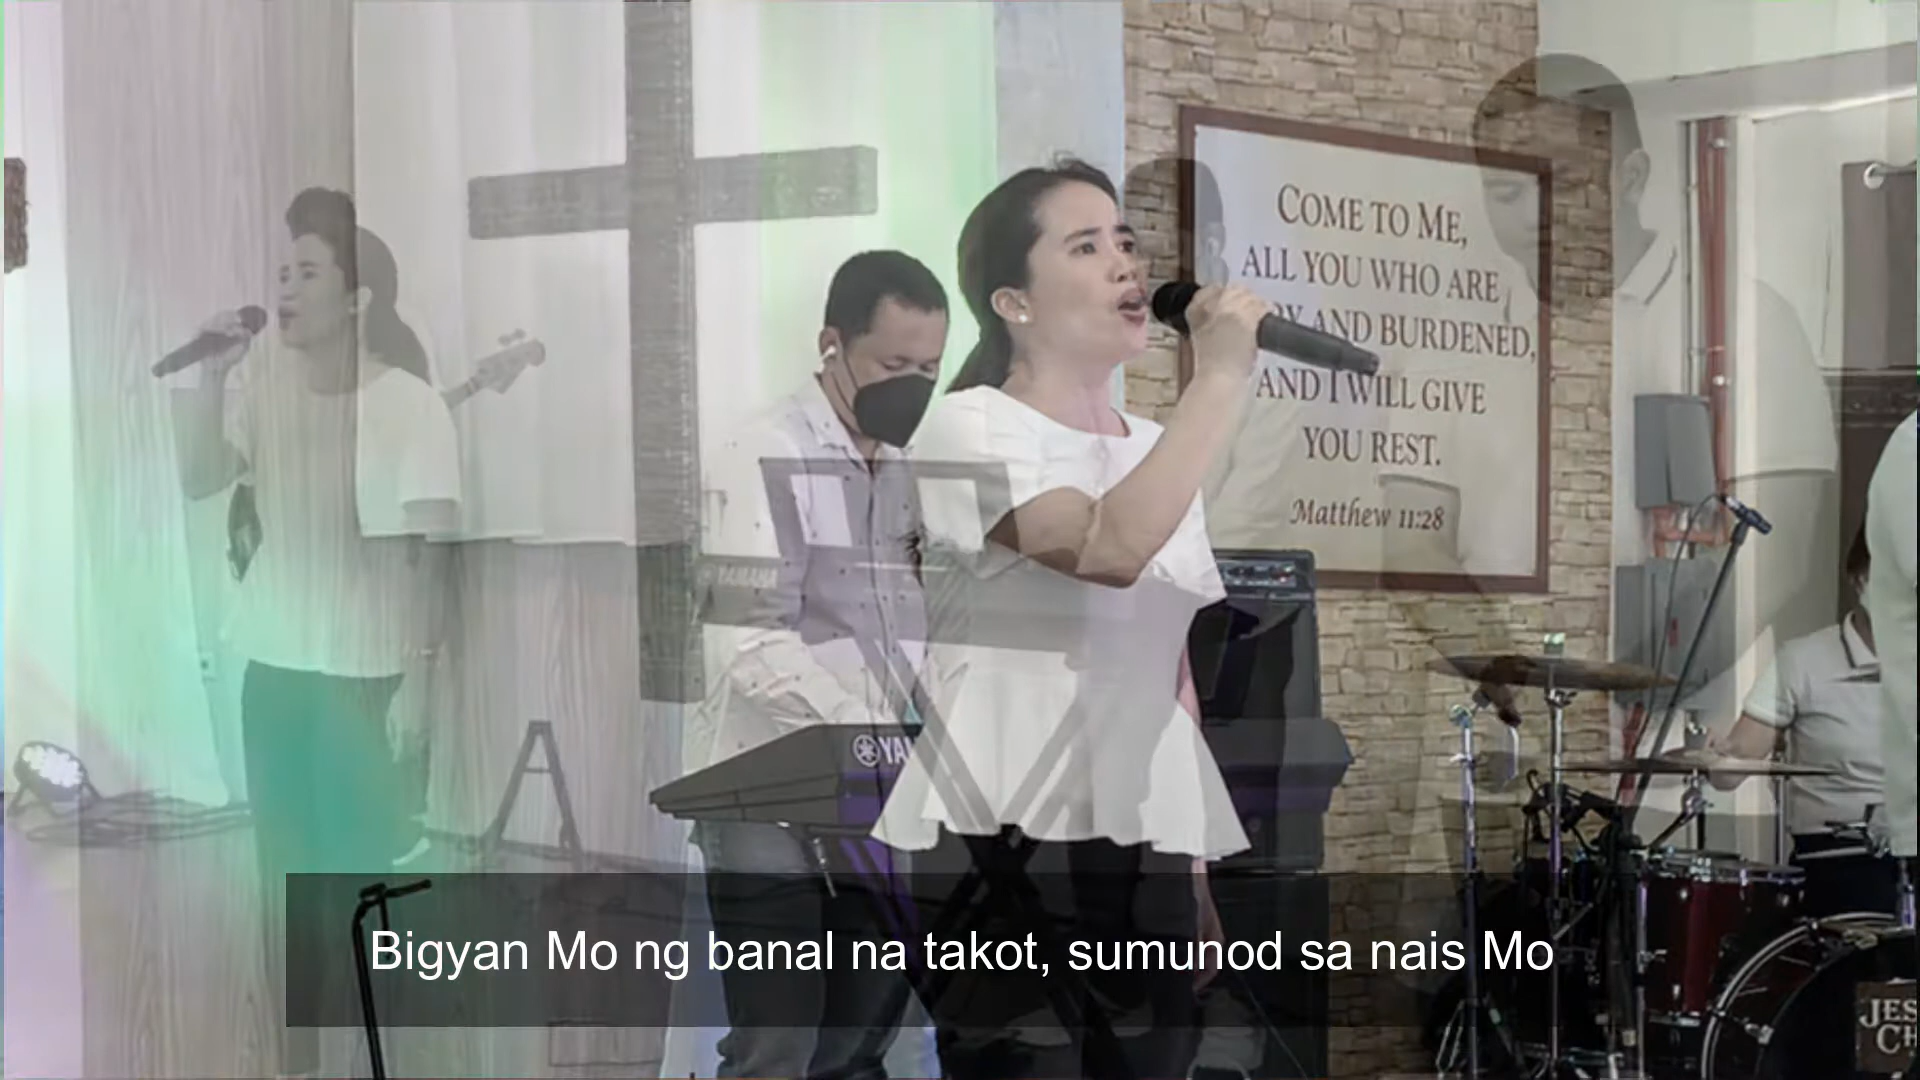 COME TO ME,
ALL YOU WHO ARE
AND BURDENED,
AND I WILL GIVE
YOU REST.
Matthew 11:28
YAMAHA
Bigyan Mo ng banal na takot, sumunod sa nais Mo